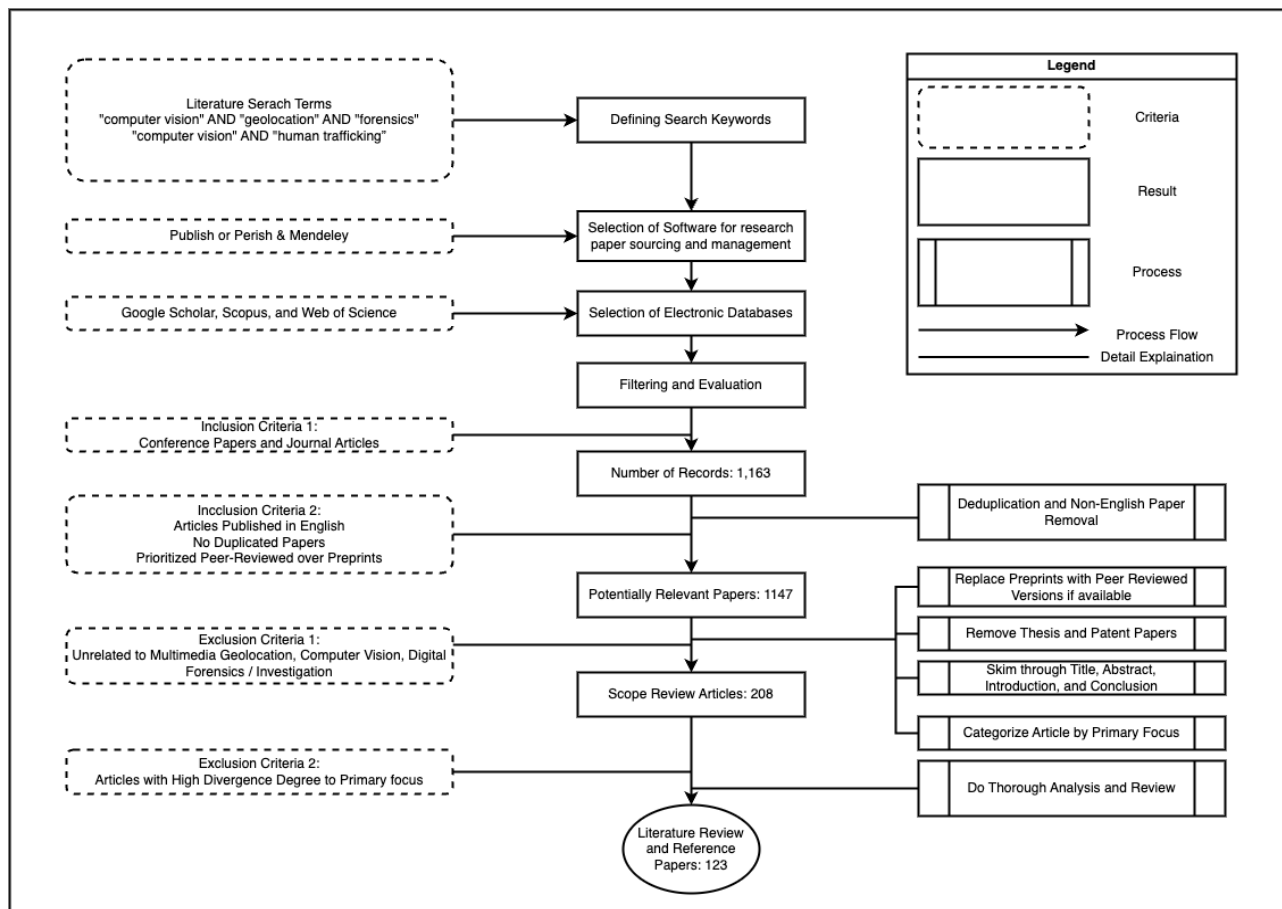 Literature Serach Terms
"computer vision" AND "geolocation" AND "forensics"
"computer vision" AND "human trafficking"
Defining Search Keywords
Publish or Perish & Mendeley
Selection of Software for research
paper sourcing and management
Google Scholar, Scopus, and Web of Science
Selection of Electronic Databases
Filtering and Evaluation
Inclusion Criteria 1:
Conference Papers and Journal Articles
Number of Records: 1,163
Incclusion Criteria 2:
Articles Published in English
No Duplicated Papers
Prioritized Peer-Reviewed over Preprints
Deduplication and Non-English Paper
Removal
Potentially Relevant Papers: 1147
Exclusion Criteria 1:
Unrelated to Multimedia Geolocation, Computer Vision, Digital
Forensics / Investigation
Replace Preprints with Peer Reviewed
Versions if available
Remove Thesis and Patent Papers
Skim through Title, Abstract,
Introduction, and Conclusion
Categorize Article by Primary Focus
Scope Review Articles: 208
Exclusion Criteria 2:
Articles with High Divergence Degree to Primary focus
Do Thorough Analysis and Review
Literature Review
and Reference
Papers: 123
Legend
Criteria
Result
Process
Process Flow
Detail Explaination